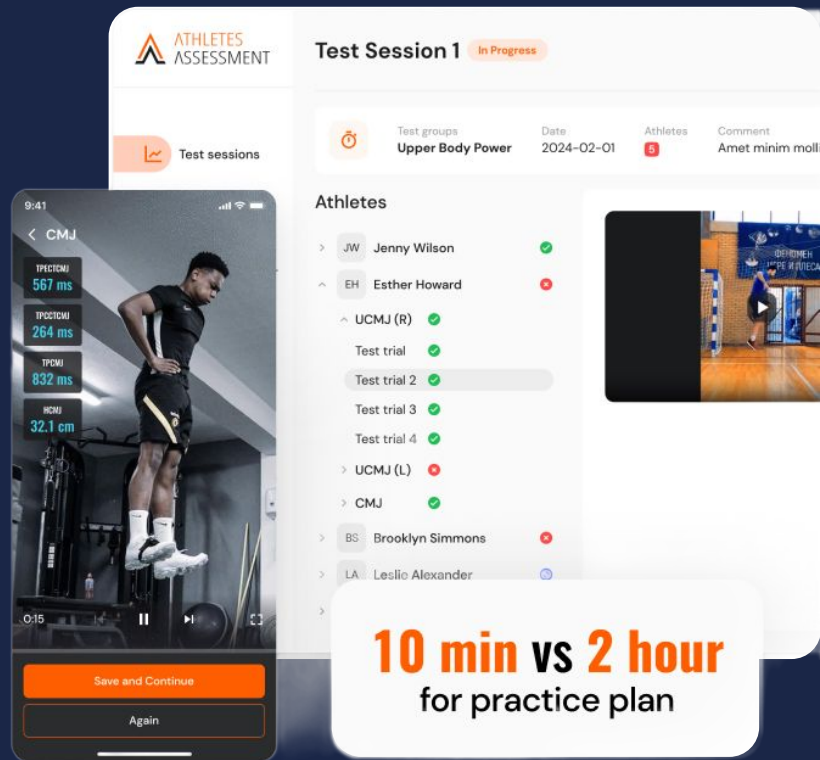 ATHLETES
ASSESSMENT
Test Session 1
In Progress
Test sessions
Test groups
Upper Body Power
Date
2024-02-01
Athletes
5
Comment
Amet minim molli
Athletes
JW Jenny Wilson
EH Esther Howard
UCMJ (R)
Test trial
Test trial 2
Test trial 3
Test trial 4
UCMJ (L)
CMJ
BS Brooklyn Simmons
LA Leslie Alexander
ФЕНОМЕН
ИГРЕ И ПЛЕСА
9:41
CMJ
TPECTCMJ
567 ms
TPCCTCMJ
264 ms
TPCMJ
832 ms
HCMJ
32.1 cm
0:15
Save and Continue
Again
10 min vs 2 hour
for practice plan